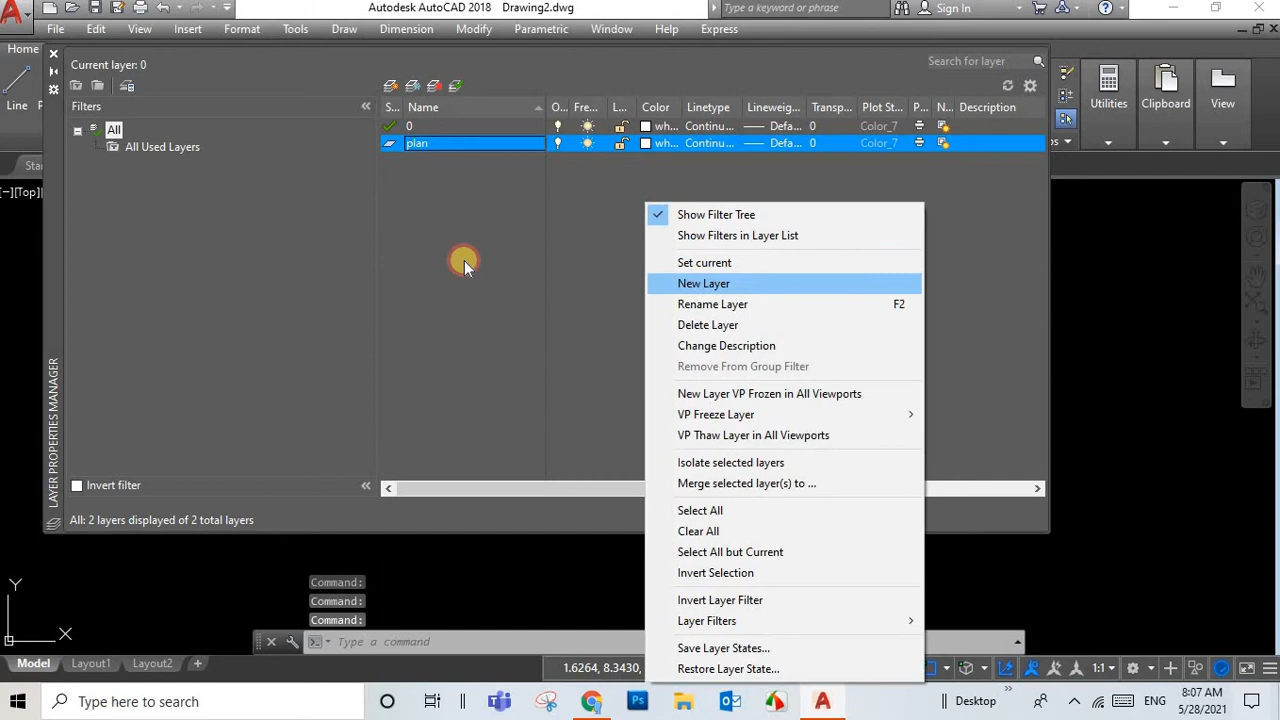 Autodesk AutoCAD 2018 Drawing2.dwg
Type a keyword or phrase
Sign In
File Edit View Insert Format Tools Draw Dimension Modify Parametric Window Help Express
Home
Line
Utilities
Clipboard
View
Star
[−][Top]
Current layer: 0
Search for layer
Filters
All
All Used Layers
S... Name O. Fre... L... Color Linetype Lineweig... Transp... Plot St... P... N... Description
0 wh... Continu... Defa... 0 Color_7
plan wh... Continu... Defa... 0 Color_7
Show Filter Tree
Show Filters in Layer List
Set current
New Layer
Rename Layer F2
Delete Layer
Change Description
Remove From Group Filter
New Layer VP Frozen in All Viewports
VP Freeze Layer
VP Thaw Layer in All Viewports
Isolate selected layers
Merge selected layer(s) to ...
Select All
Clear All
Select All but Current
Invert Selection
Invert Layer Filter
Layer Filters
Save Layer States...
Restore Layer State...
LAYER PROPERTIES MANAGER
Invert filter
All: 2 layers displayed of 2 total layers
Y
X
Command:
Command:
Command:
Type a command
Model Layout1 Layout2 +
1.6264, 8.3430,
1:1
Type here to search
Ps
Desktop
ENG
8:07 AM
5/28/2021